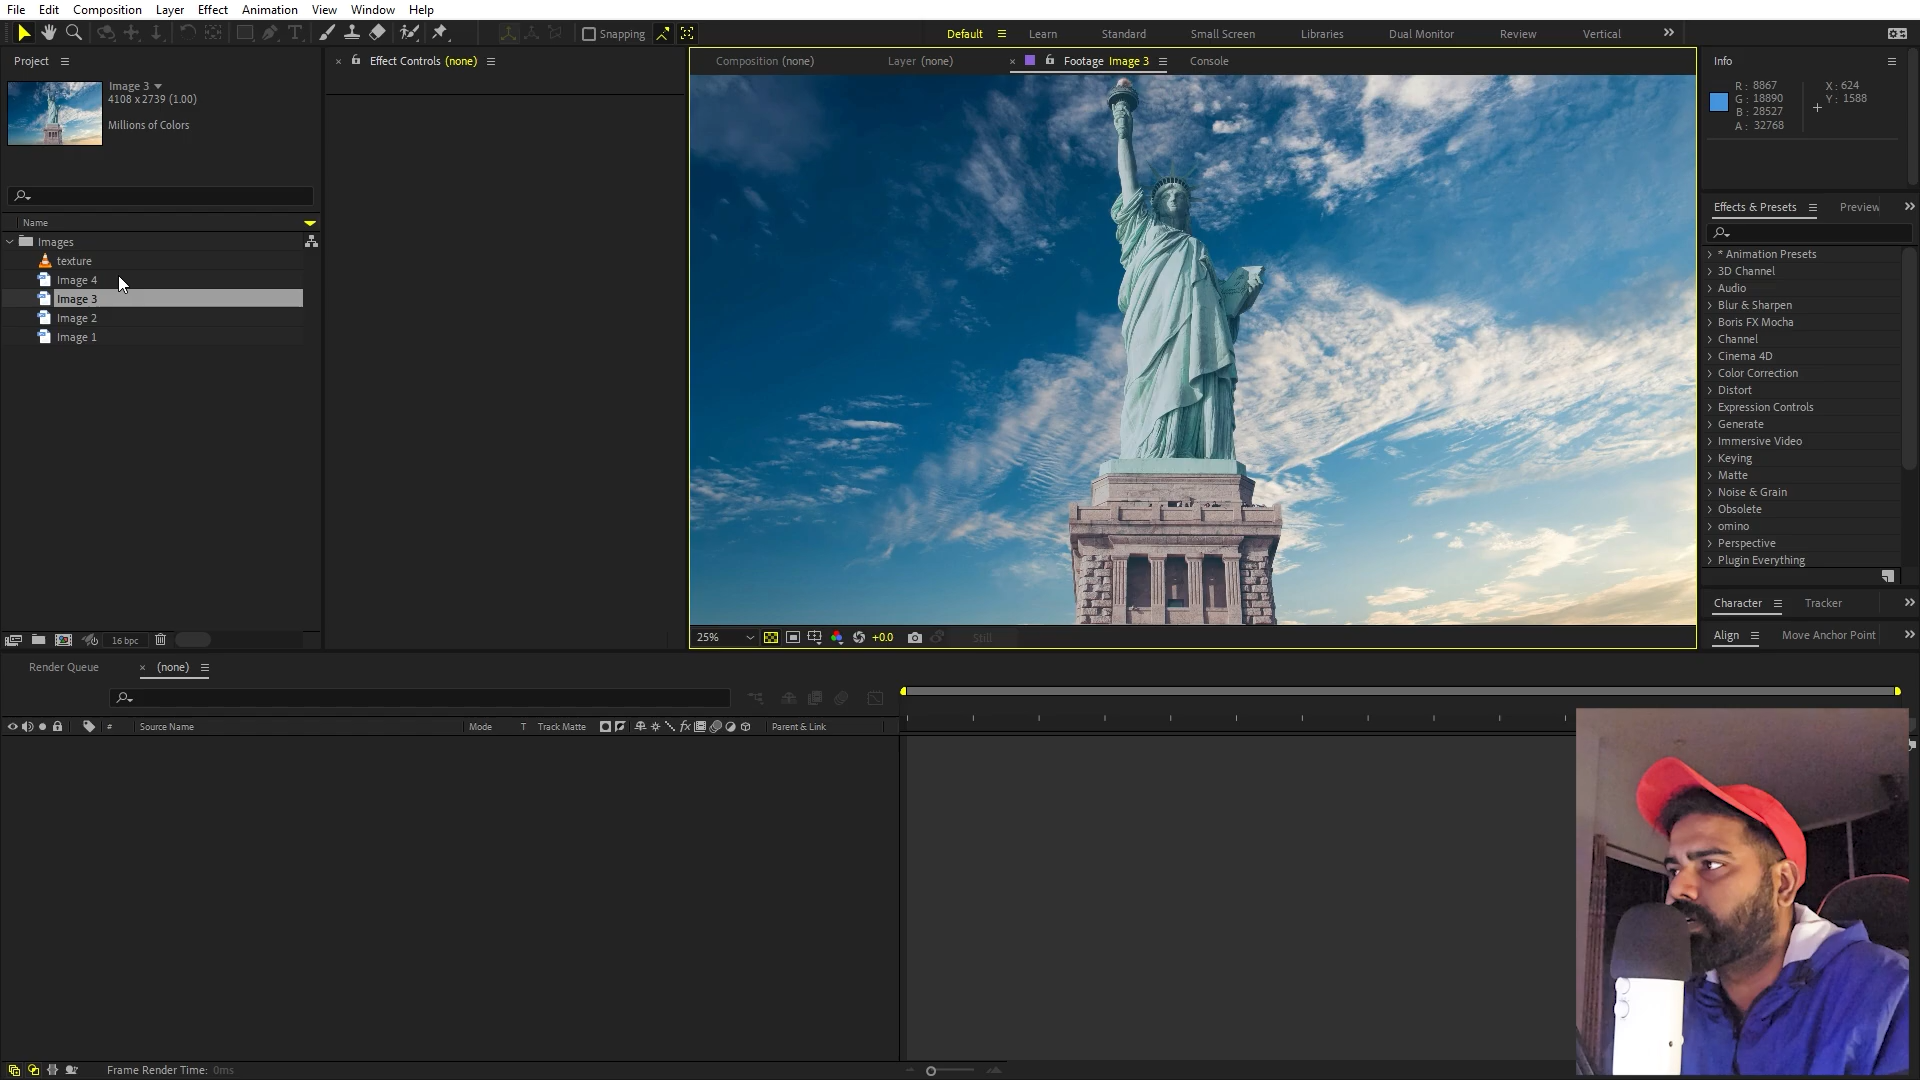 File Edit Composition Layer Effect Animation View Window Help
Snapping
Default Learn Standard Small Screen Libraries Dual Monitor Review Vertical
Project
Image 3
4108 x 2739 (1.00)
Millions of Colors
Name
Images
texture
Image 4
Image 3
Image 2
Image 1
16 bpc
Effect Controls (none)
Composition (none) Layer (none) Footage Image 3 Console
25% +0.0 Still
Info
R: 8867
G: 18890
B: 28527
A: 32768
X: 624
Y: 1588
Effects & Presets Preview
* Animation Presets
3D Channel
Audio
Blur & Sharpen
Boris FX Mocha
Channel
Cinema 4D
Color Correction
Distort
Expression Controls
Generate
Immersive Video
Keying
Matte
Noise & Grain
Obsolete
omino
Perspective
Plugin Everything
Character Tracker
Align Move Anchor Point
Render Queue (none)
# Source Name Mode T Track Matte fx Parent & Link
Frame Render Time: 0ms